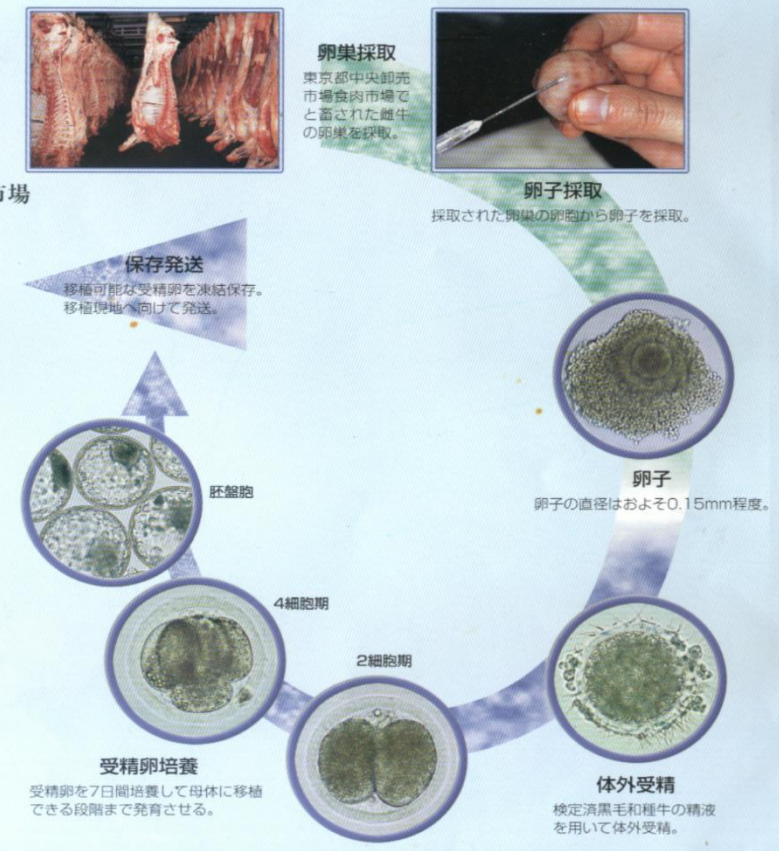 卵巣採取
東京都中央卸売
市場食肉市場で
と畜された雌牛
の卵巣を採取。
市場
卵子採取
採取された卵巣の卵胞から卵子を採取。
保存発送
移植可能な受精卵を凍結保存。
移植現地へ向けて発送。
卵子
卵子の直径はおよそ0.15mm程度。
胚盤胞
4細胞期
2細胞期
体外受精
検定済黒毛和種牛の精液
を用いて体外受精。
受精卵培養
受精卵を7日間培養して母体に移植
できる段階まで発育させる。